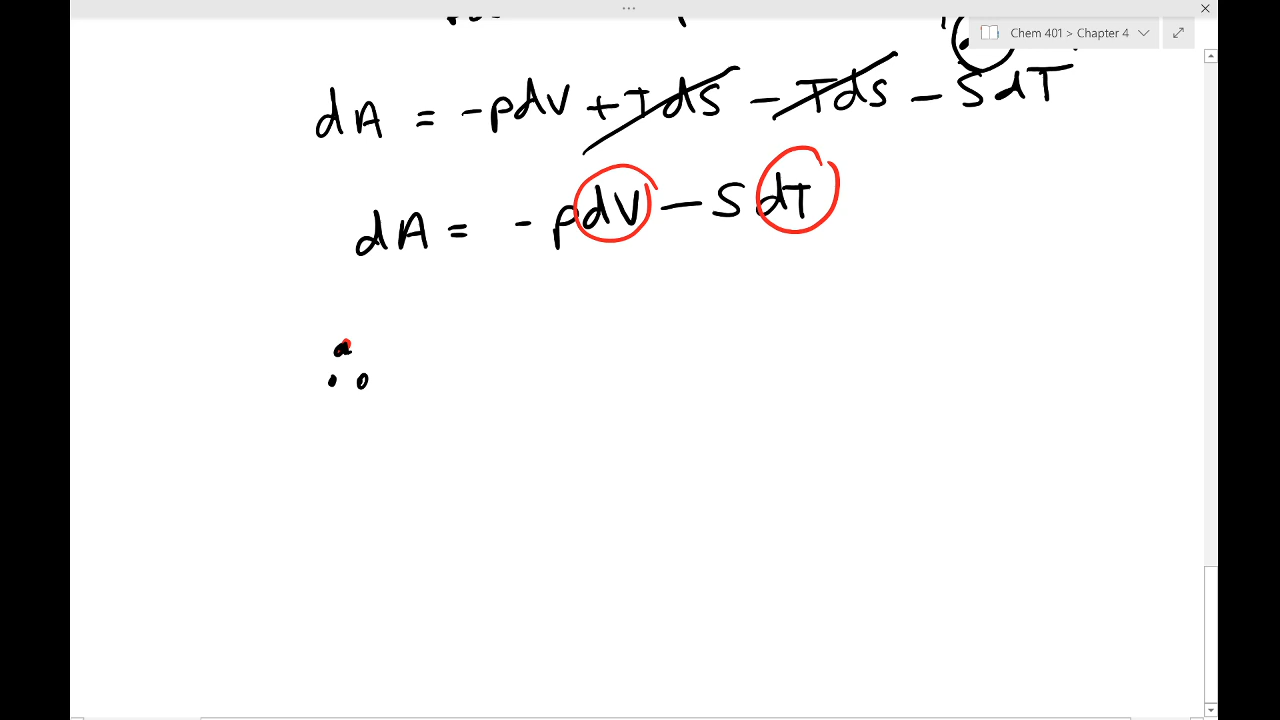 Chem 401 > Chapter 4
dA = -pdV + Tds - Tds - SdT
dA = - pdV - SdT
∴